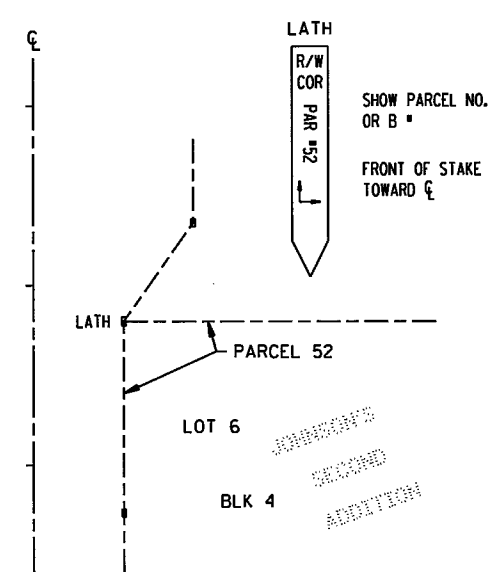 ℄
LATH
R/W
COR
PAR #52
SHOW PARCEL NO.
OR B #
FRONT OF STAKE
TOWARD ℄
LATH
PARCEL 52
LOT 6
JOHNSON'S
SECOND
ADDITION
BLK 4